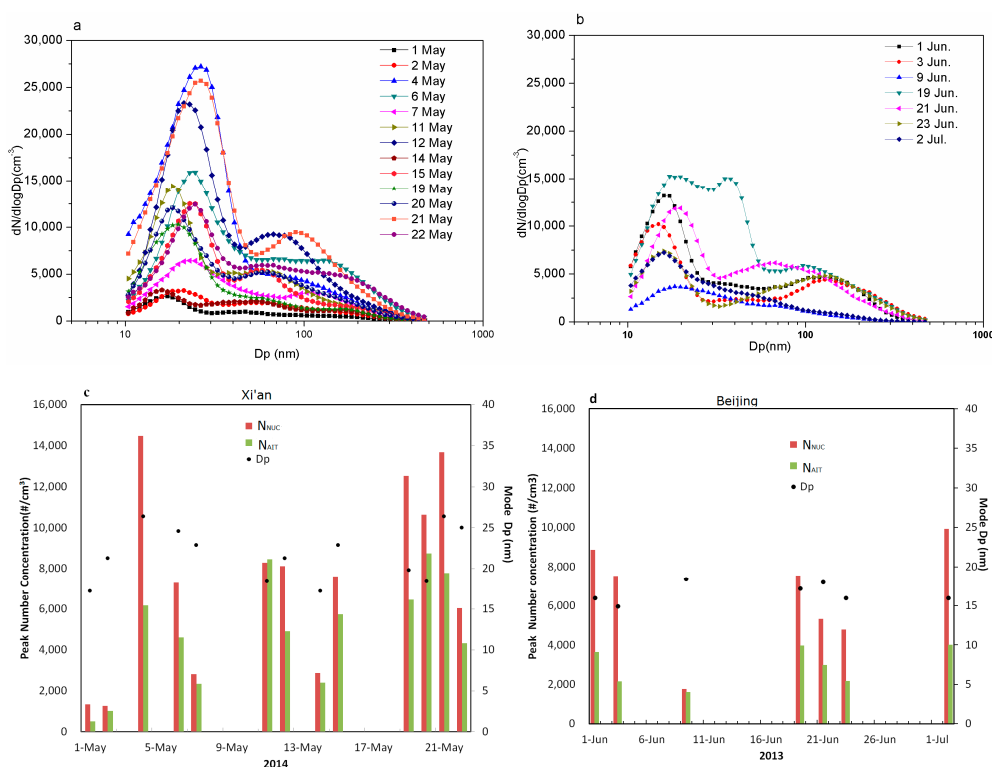 a
30,000
25,000
20,000
15,000
10,000
5,000
0
dN/dlogDp(cm-3)
10
100
1000
Dp (nm)
1 May
2 May
4 May
6 May
7 May
11 May
12 May
14 May
15 May
19 May
20 May
21 May
22 May
b
30,000
25,000
20,000
15,000
10,000
5,000
0
dN/dlogDp(cm-3)
10
100
1000
Dp(nm)
1 Jun.
3 Jun.
9 Jun.
19 Jun.
21 Jun.
23 Jun.
2 Jul.
c
Xi'an
16,000
14,000
12,000
10,000
8,000
6,000
4,000
2,000
0
Peak Number Concentration(#/cm³)
NNUC
NAIT
Dp
40
35
30
25
20
15
10
5
0
Mode Dp (nm)
1-May
5-May
9-May
13-May
17-May
21-May
2014
d
Beijing
16,000
14,000
12,000
10,000
8,000
6,000
4,000
2,000
0
Peak Number concentration (#/cm3)
NNUC
NAIT
Dp
40
35
30
25
20
15
10
5
0
Mode Dp (nm)
1-Jun
6-Jun
11-Jun
16-Jun
21-Jun
26-Jun
1-Jul
2013